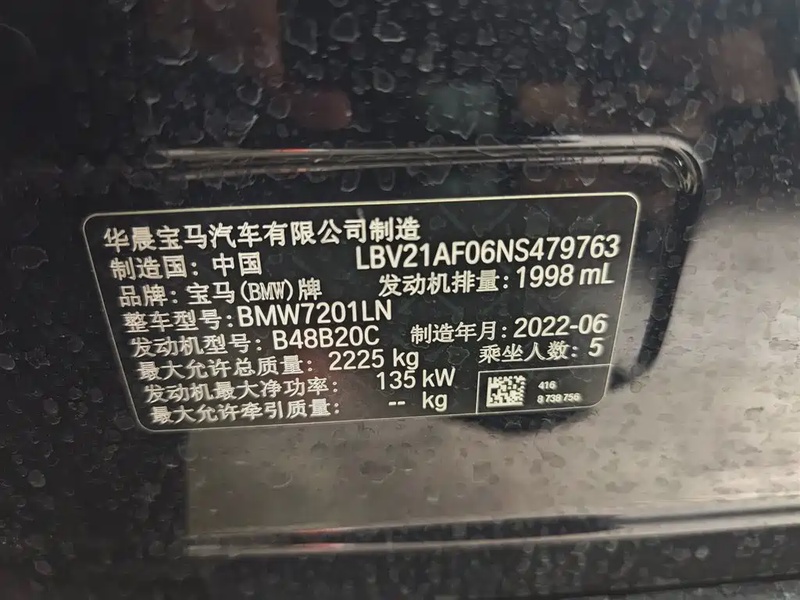 华晨宝马汽车有限公司制造
LBV21AF06NS479763
制造国: 中国
发动机排量: 1998 mL
品牌: 宝马(BMW)牌
整车型号:BMW7201LN
制造年月: 2022-06
发动机型号: B48B20C
乘坐人数: 5
最大允许总质量: 2225 kg
发动机最大净功率: 135 kW
最大允许牵引质量: -- kg
416
8 738 756